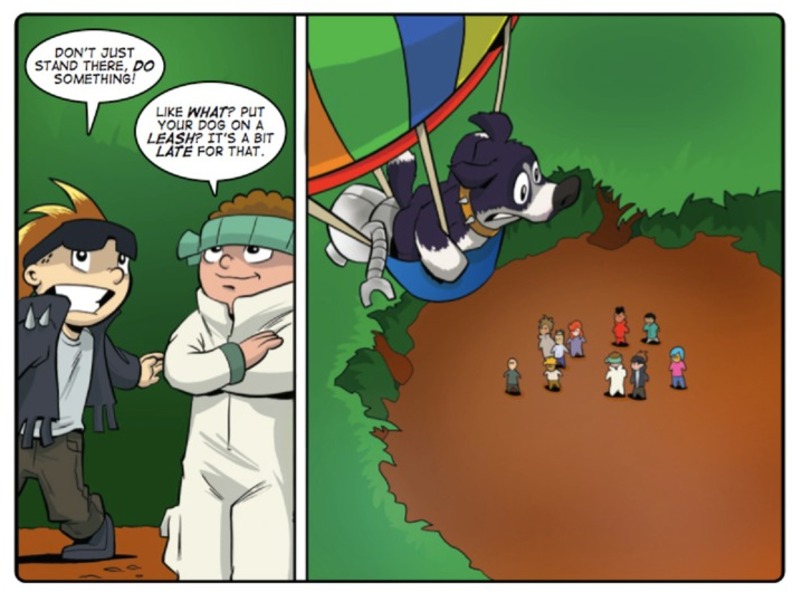 DON'T JUST
STAND THERE, DO
SOMETHING!
LIKE WHAT? PUT
YOUR DOG ON A
LEASH? IT'S A BIT
LATE FOR THAT.